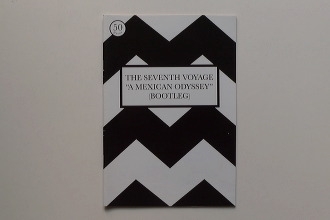 50
THE SEVENTH VOYAGE
"A MEXICAN ODYSSEY"
(BOOTLEG)